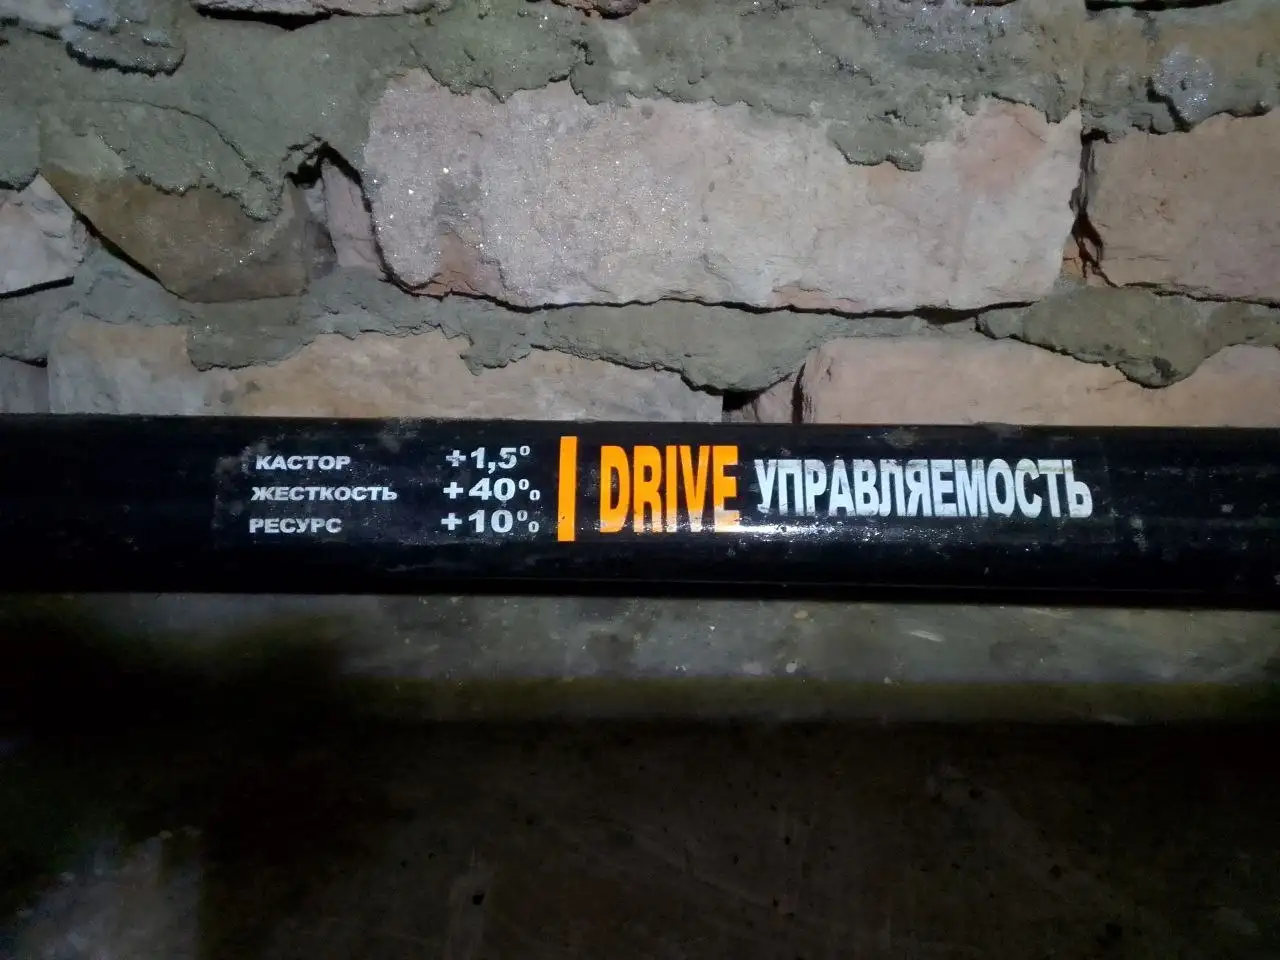 КАСТОР +1,5°
ЖЕСТКОСТЬ +40%
РЕСУРС +10%
DRIVE УПРАВЛЯЕМОСТЬ